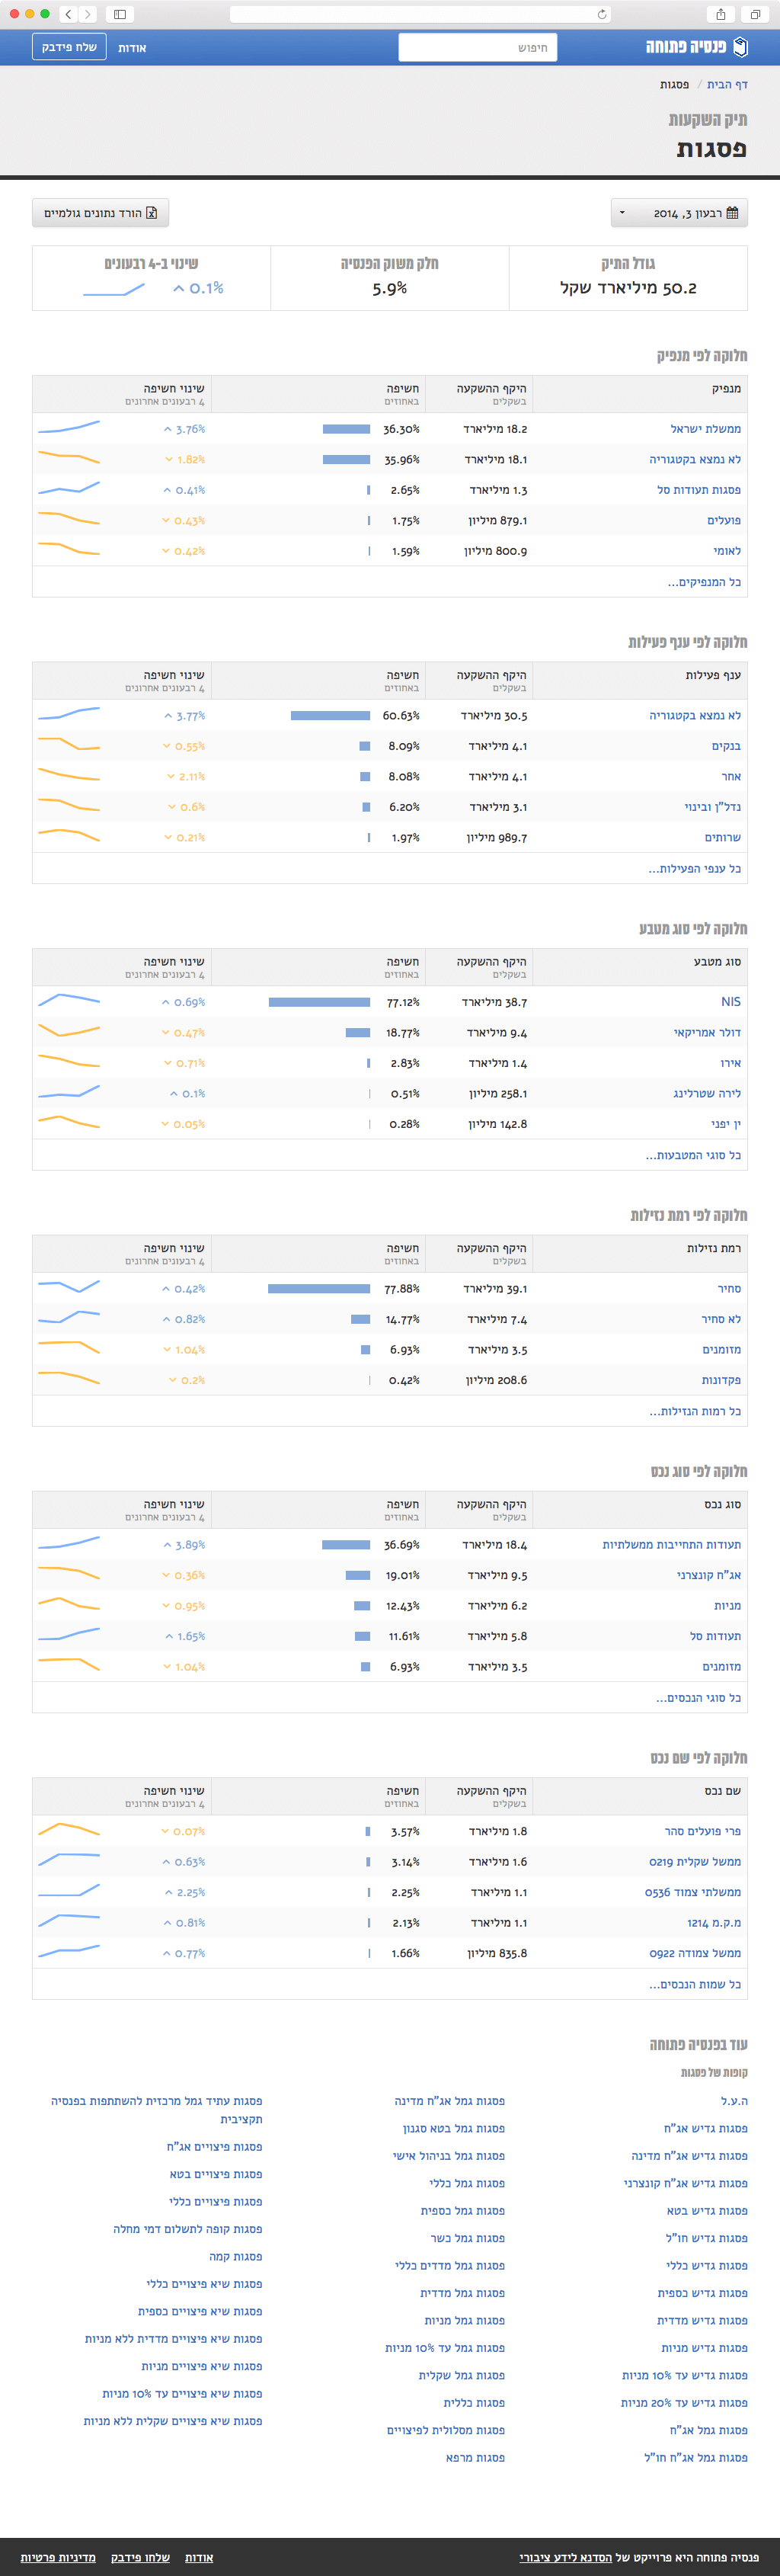 פנסיה פתוחה
חיפוש
אודות
שלח פידבק
דף הבית / פסגות
תיק השקעות
פסגות
רבעון 3, 2014
הורד נתונים גולמיים
גודל התיק
50.2 מיליארד שקל
חלק משוק הפנסיה
5.9%
שינוי ב-4 רבעונים
0.1%
חלוקה לפי מנפיק
מנפיק היקף ההשקעה חשיפה שינוי חשיפה
בשקלים באחוזים 4 רבעונים אחרונים
ממשלת ישראל 18.2 מיליארד 36.30% 3.76%
לא נמצא בקטגוריה 18.1 מיליארד 35.96% 1.82%
פסגות תעודות סל 1.3 מיליארד 2.65% 0.41%
פועלים 879.1 מיליון 1.75% 0.43%
לאומי 800.9 מיליון 1.59% 0.42%
כל המנפיקים...
חלוקה לפי ענף פעילות
ענף פעילות היקף ההשקעה חשיפה שינוי חשיפה
בשקלים באחוזים 4 רבעונים אחרונים
לא נמצא בקטגוריה 30.5 מיליארד 60.63% 3.77%
בנקים 4.1 מיליארד 8.09% 0.55%
אחר 4.1 מיליארד 8.08% 2.11%
נדל"ן ובינוי 3.1 מיליארד 6.20% 0.6%
שרותים 989.7 מיליון 1.97% 0.21%
כל ענפי הפעילות...
חלוקה לפי סוג מטבע
סוג מטבע היקף ההשקעה חשיפה שינוי חשיפה
בשקלים באחוזים 4 רבעונים אחרונים
NIS 38.7 מיליארד 77.12% 0.69%
דולר אמריקאי 9.4 מיליארד 18.77% 0.47%
אירו 1.4 מיליארד 2.83% 0.71%
לירה שטרלינג 258.1 מיליון 0.51% 0.1%
ין יפני 142.8 מיליון 0.28% 0.05%
כל סוגי המטבעות...
חלוקה לפי רמת נזילות
רמת נזילות היקף ההשקעה חשיפה שינוי חשיפה
בשקלים באחוזים 4 רבעונים אחרונים
סחיר 39.1 מיליארד 77.88% 0.42%
לא סחיר 7.4 מיליארד 14.77% 0.82%
מזומנים 3.5 מיליארד 6.93% 1.04%
פקדונות 208.6 מיליון 0.42% 0.2%
כל רמות הנזילות...
חלוקה לפי סוג נכס
סוג נכס היקף ההשקעה חשיפה שינוי חשיפה
בשקלים באחוזים 4 רבעונים אחרונים
תעודות התחייבות ממשלתיות 18.4 מיליארד 36.69% 3.89%
אג"ח קונצרני 9.5 מיליארד 19.01% 0.36%
מניות 6.2 מיליארד 12.43% 0.95%
תעודות סל 5.8 מיליארד 11.61% 1.65%
מזומנים 3.5 מיליארד 6.93% 1.04%
כל סוגי הנכסים...
חלוקה לפי שם נכס
שם נכס היקף ההשקעה חשיפה שינוי חשיפה
בשקלים באחוזים 4 רבעונים אחרונים
פרי פועלים סהר 1.8 מיליארד 3.57% 0.07%
ממשל שקלית 0219 1.6 מיליארד 3.14% 0.63%
ממשלתי צמוד 0536 1.1 מיליארד 2.25% 2.25%
מ.ק.מ 1214 1.1 מיליארד 2.13% 0.81%
ממשל צמודה 0922 835.8 מיליון 1.66% 0.77%
כל שמות הנכסים...
עוד בפנסיה פתוחה
קופות של פסגות
ה.ע.ל
פסגות גדיש אג"ח
פסגות גדיש אג"ח מדינה
פסגות גדיש אג"ח קונצרני
פסגות גדיש בטא
פסגות גדיש חו"ל
פסגות גדיש כללי
פסגות גדיש כספית
פסגות גדיש מדדית
פסגות גדיש מניות
פסגות גדיש עד 10% מניות
פסגות גדיש עד 20% מניות
פסגות גמל אג"ח
פסגות גמל אג"ח חו"ל
פסגות גמל אג"ח מדינה
פסגות גמל בטא סגנון
פסגות גמל בניהול אישי
פסגות גמל כללי
פסגות גמל כספית
פסגות גמל כשר
פסגות גמל מדדים כללי
פסגות גמל מדדית
פסגות גמל מניות
פסגות גמל עד 10% מניות
פסגות גמל שקלית
פסגות כללית
פסגות מסלולית לפיצויים
פסגות מרפא
פסגות עתיד גמל מרכזית להשתתפות בפנסיה
תקציבית
פסגות פיצויים אג"ח
פסגות פיצויים בטא
פסגות פיצויים כללי
פסגות קופה לתשלום דמי מחלה
פסגות קמה
פסגות שיא פיצויים כללי
פסגות שיא פיצויים כספית
פסגות שיא פיצויים מדדית ללא מניות
פסגות שיא פיצויים מניות
פסגות שיא פיצויים עד 10% מניות
פסגות שיא פיצויים שקלית ללא מניות
פנסיה פתוחה היא פרוייקט של הסדנא לידע ציבורי
אודות שלחו פידבק מדיניות פרטיות